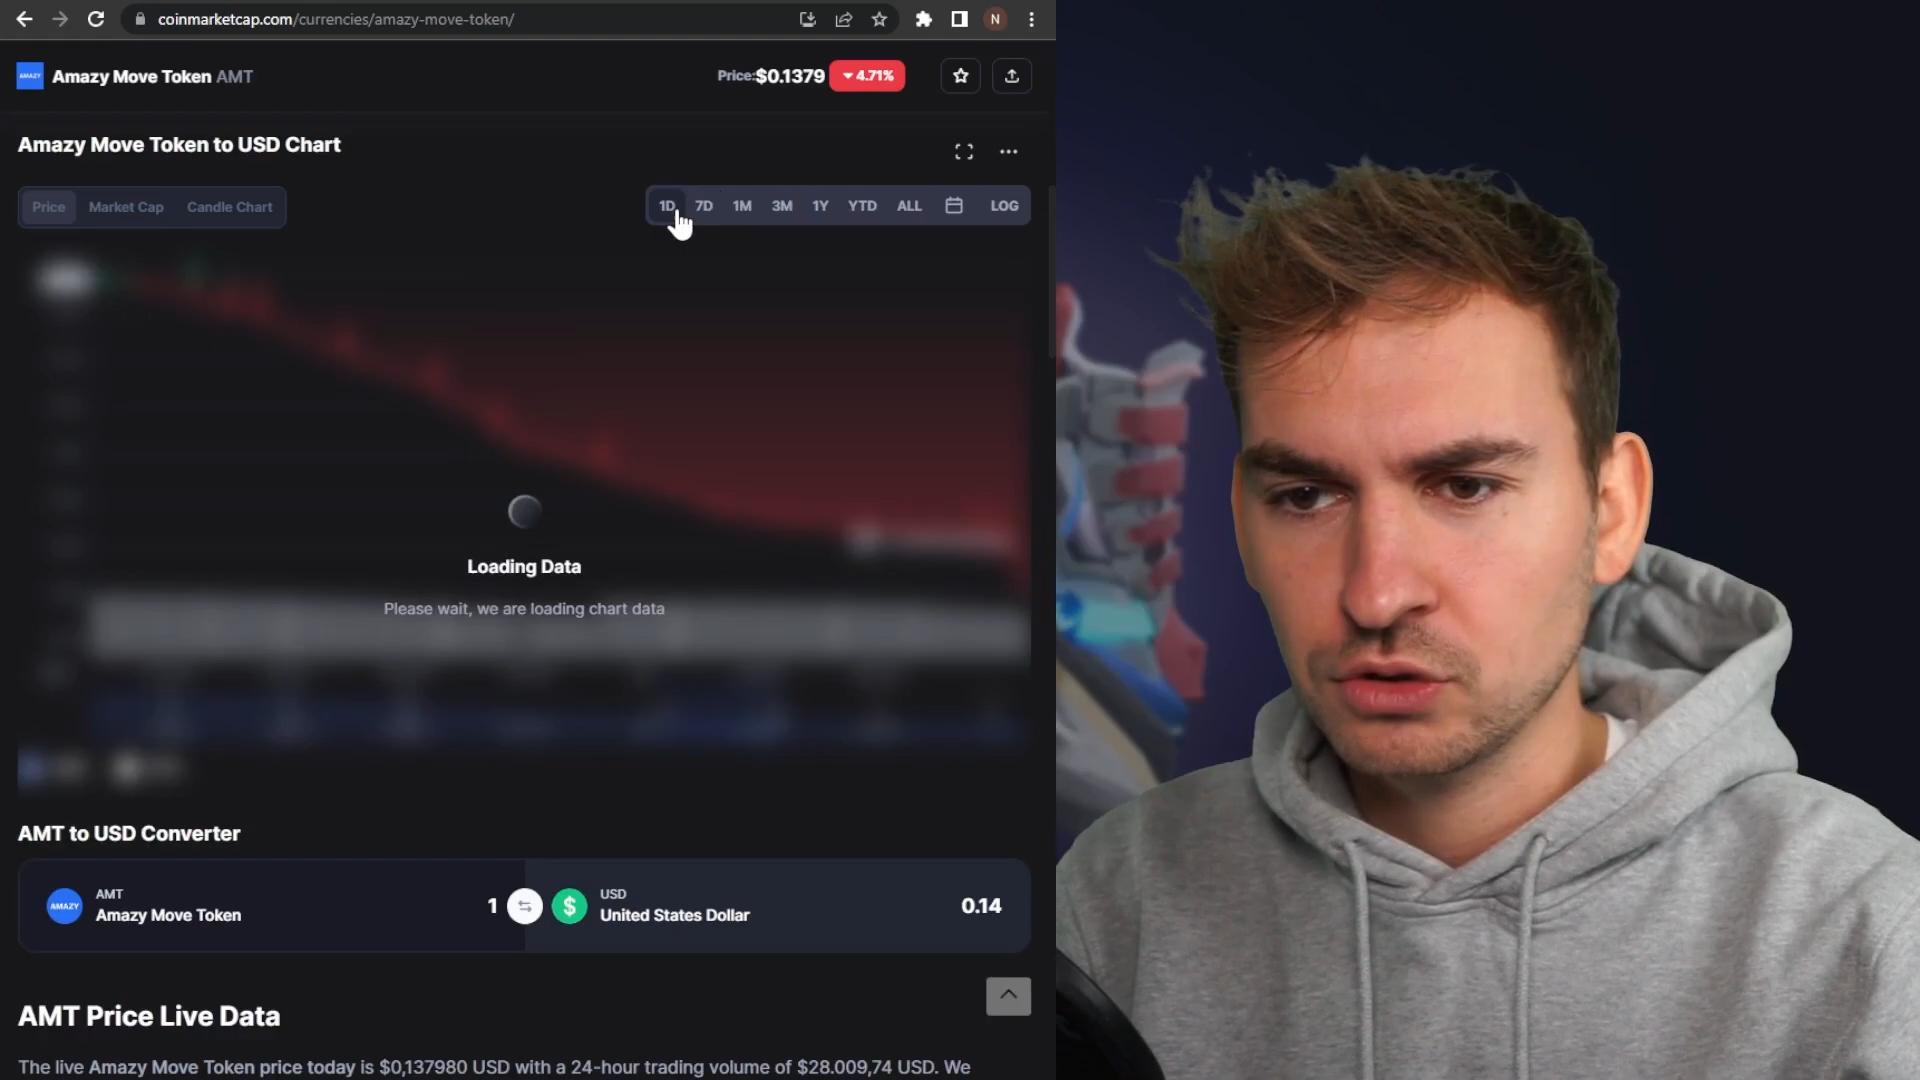 coinmarketcap.com/currencies/amazy-move-token/
N
AMAZY
Amazy Move Token AMT
Price:$0.1379
4.71%
Amazy Move Token to USD Chart
Price
Market Cap
Candle Chart
1D
7D
1M
3M
1Y
YTD
ALL
LOG
Loading Data
Please wait, we are loading chart data
AMT to USD Converter
AMAZY
AMT
Amazy Move Token
1
$
USD
United States Dollar
0.14
AMT Price Live Data
The live Amazy Move Token price today is $0,137980 USD with a 24-hour trading volume of $28.009,74 USD. We